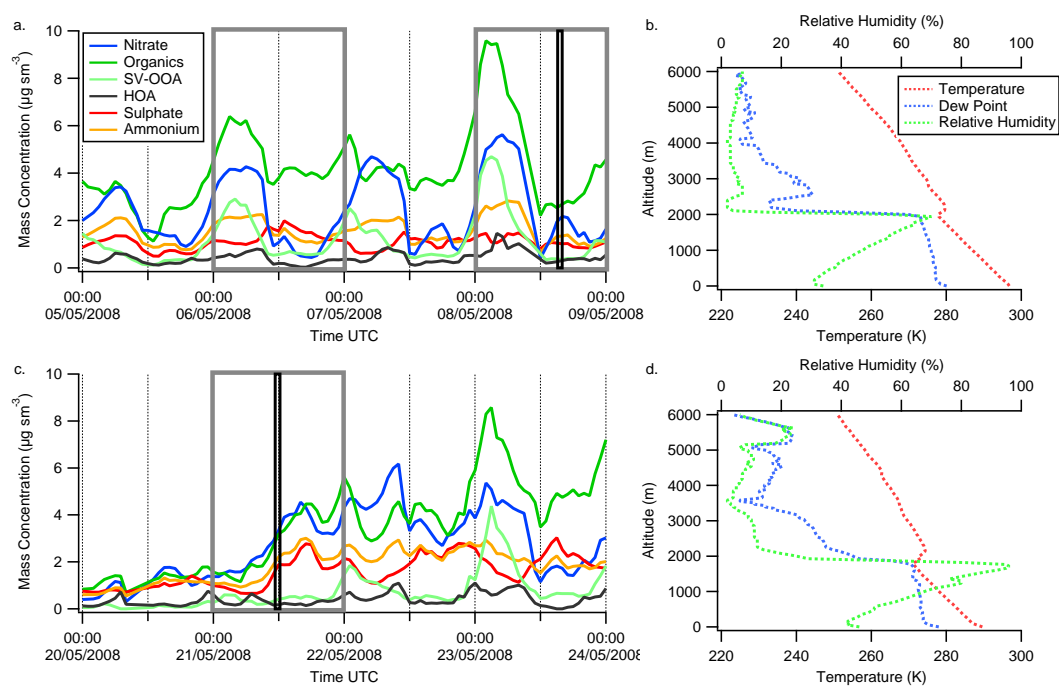 a.
10
8
6
4
2
0
Mass Concentration (µg sm⁻³)
Nitrate
Organics
SV-OOA
HOA
Sulphate
Ammonium
00:00 00:00 00:00 00:00 00:00
05/05/2008 06/05/2008 07/05/2008 08/05/2008 09/05/2008
Time UTC
b.
Relative Humidity (%)
0 20 40 60 80 100
6000
5000
4000
3000
2000
1000
0
Altitude (m)
Temperature
Dew Point
Relative Humidity
220 240 260 280 300
Temperature (K)
c.
10
8
6
4
2
0
Mass Concentration (µg sm⁻³)
00:00 00:00 00:00 00:00 00:00
20/05/2008 21/05/2008 22/05/2008 23/05/2008 24/05/2008
Time UTC
d.
Relative Humidity (%)
0 20 40 60 80 100
6000
5000
4000
3000
2000
1000
0
Altitude (m)
220 240 260 280 300
Temperature (K)